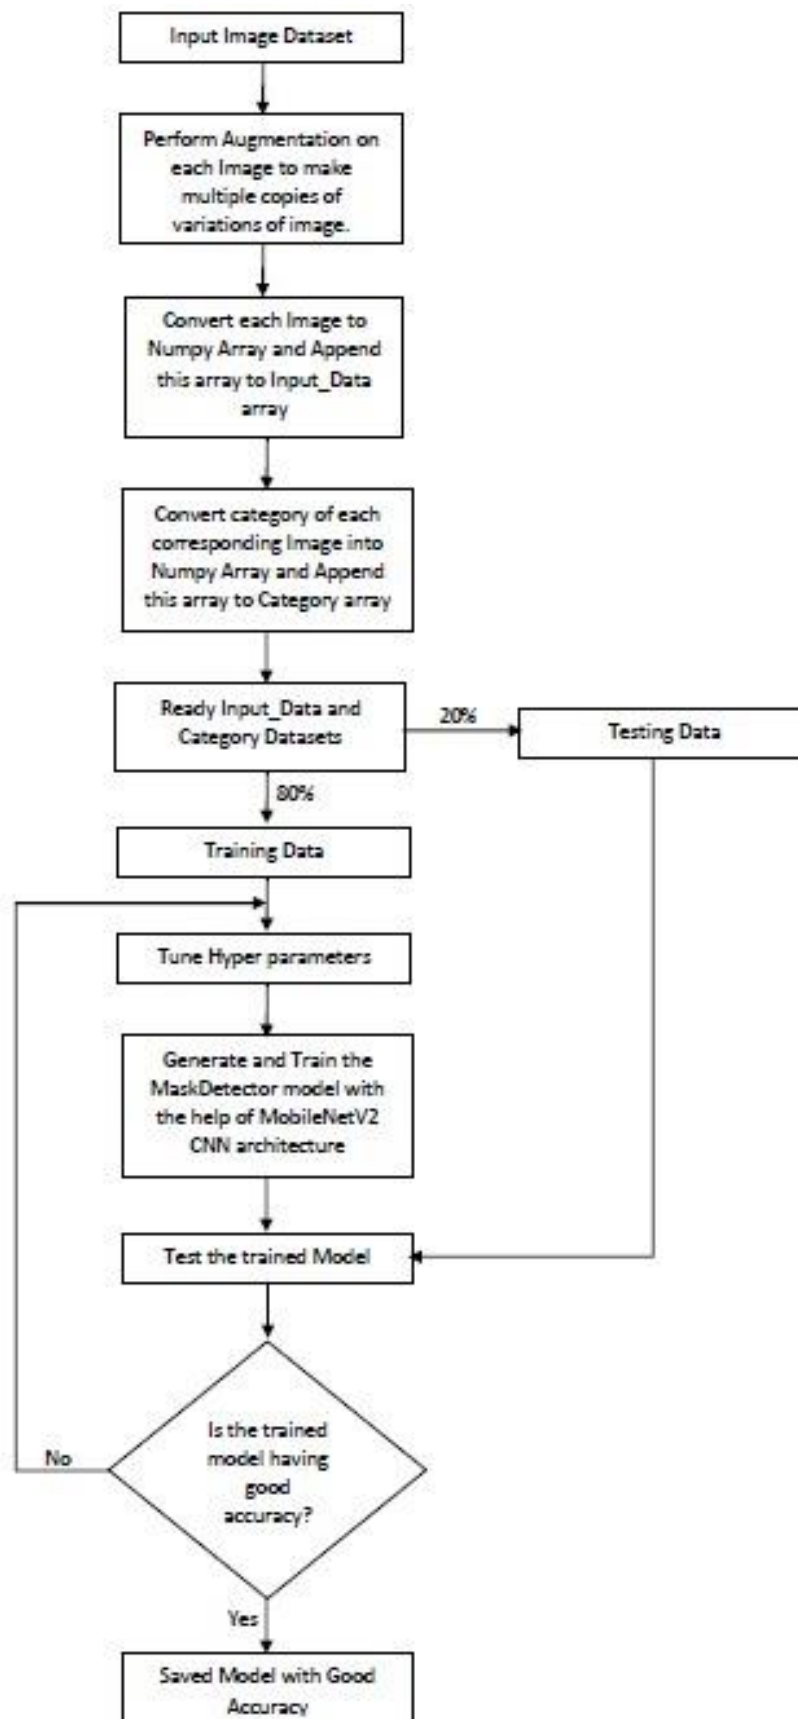 Input Image Dataset
Perform Augmentation on
each Image to make
multiple copies of
variations of image.
Convert each Image to
Numpy Array and Append
this array to Input_Data
array
Convert category of each
corresponding Image into
Numpy Array and Append
this array to Category array
Ready Input_Data and
Category Datasets
20%
Testing Data
80%
Training Data
Tune Hyper parameters
Generate and Train the
MaskDetector model with
the help of MobileNetV2
CNN architecture
Test the trained Model
Is the trained
model having
good
accuracy?
No
Yes
Saved Model with Good
Accuracy